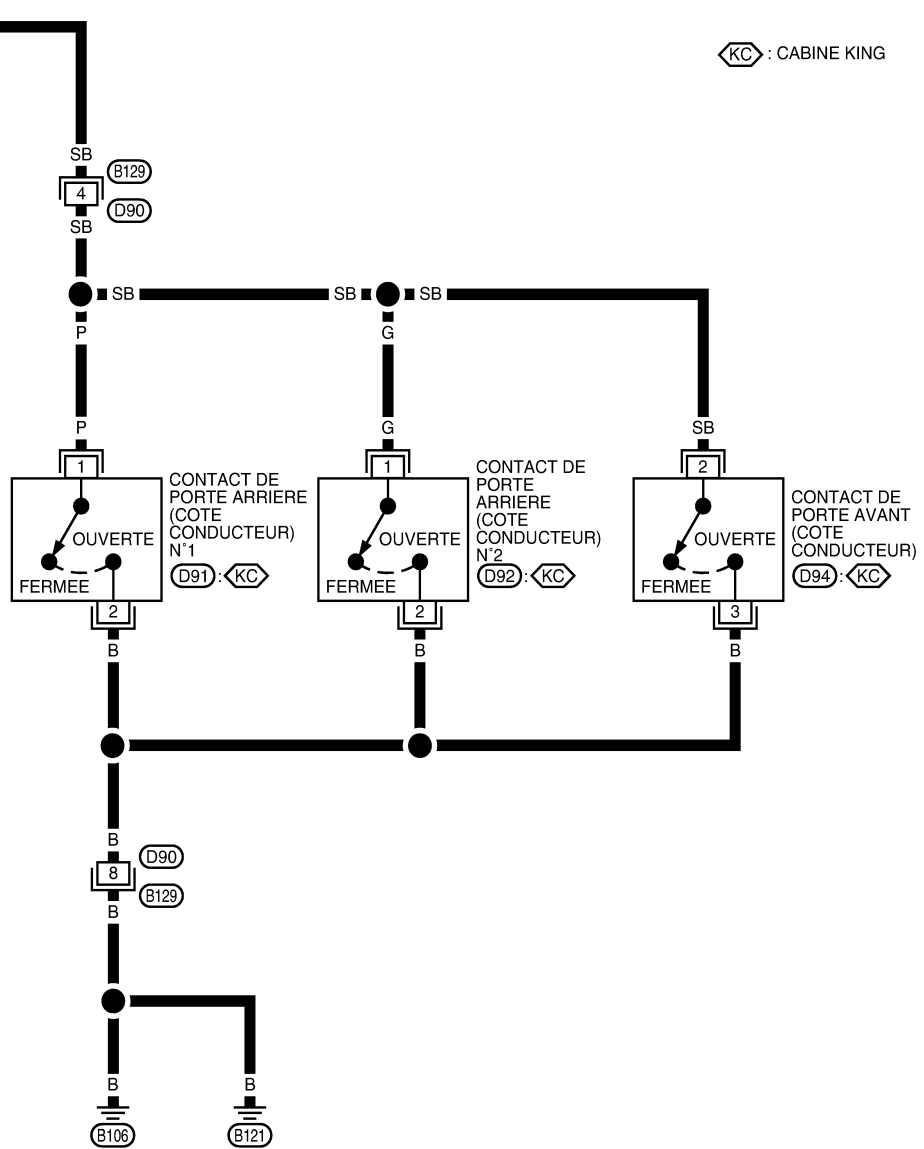 KC : CABINE KING
SB
B129
4
D90
SB
SB
SB
SB
P
G
P
G
SB
1
1
2
CONTACT DE
PORTE ARRIERE
(COTE
CONDUCTEUR)
N°1
D91 : KC
OUVERTE
FERMEE
CONTACT DE
PORTE
ARRIERE
(COTE
CONDUCTEUR)
N°2
D92 : KC
OUVERTE
FERMEE
CONTACT DE
PORTE AVANT
(COTE
CONDUCTEUR)
D94 : KC
OUVERTE
FERMEE
2
2
3
B
B
B
B
D90
8
B129
B
B
B
B106
B121